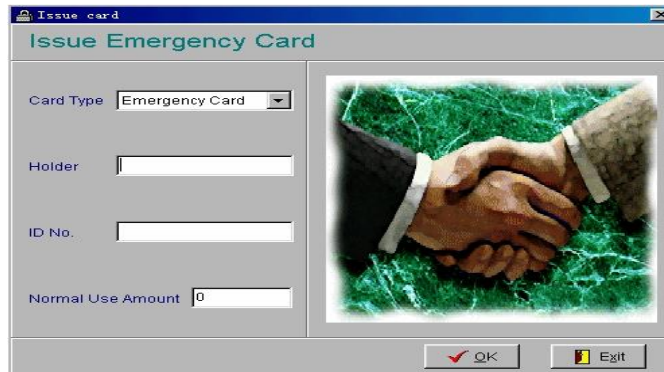 Issue card
Issue Emergency Card
Card Type Emergency Card
Holder
ID No.
Normal Use Amount 0
OK Exit